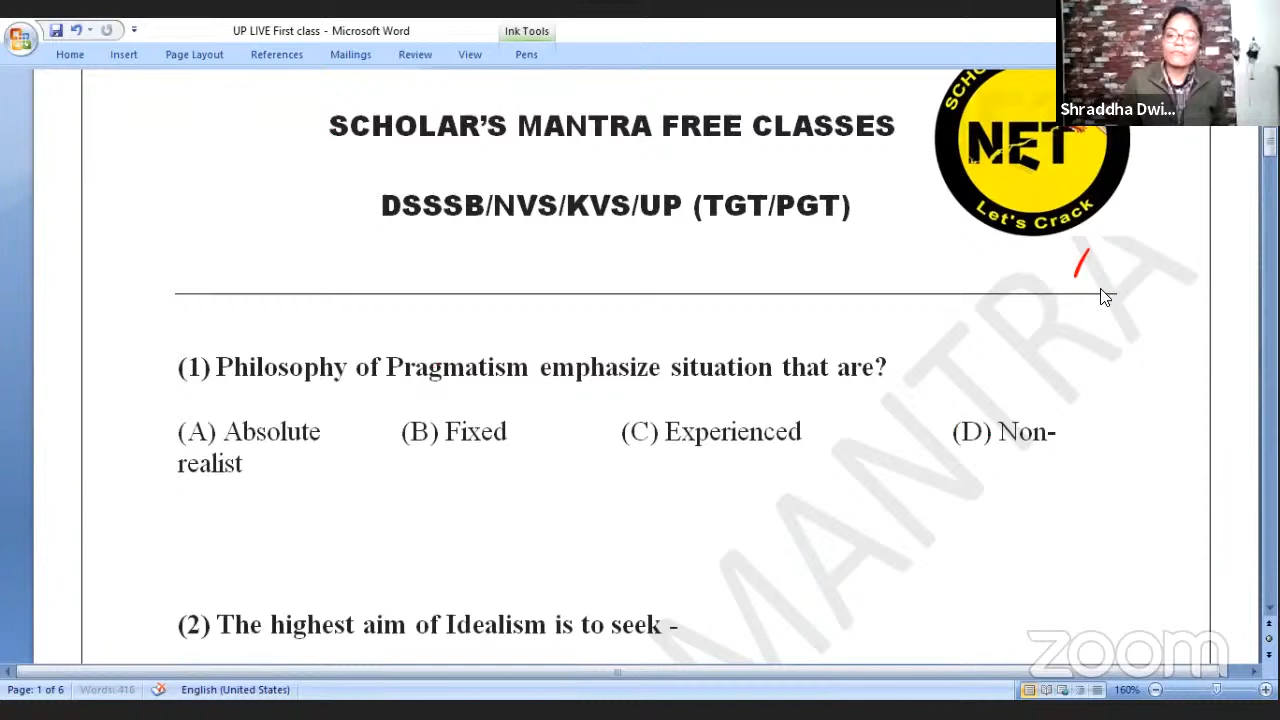 UP LIVE First class - Microsoft Word
Ink Tools
Home Insert Page Layout References Mailings Review View Pens
Shraddha Dwi...
SCHOLAR'S MANTRA FREE CLASSES
NET
Let's Crack
DSSSB/NVS/KVS/UP (TGT/PGT)
(1) Philosophy of Pragmatism emphasize situation that are?
(A) Absolute (B) Fixed (C) Experienced (D) Non-
realist
(2) The highest aim of Idealism is to seek -
MANTRA
zoom
Page: 1 of 6 Words: 416 English (United States) 160%